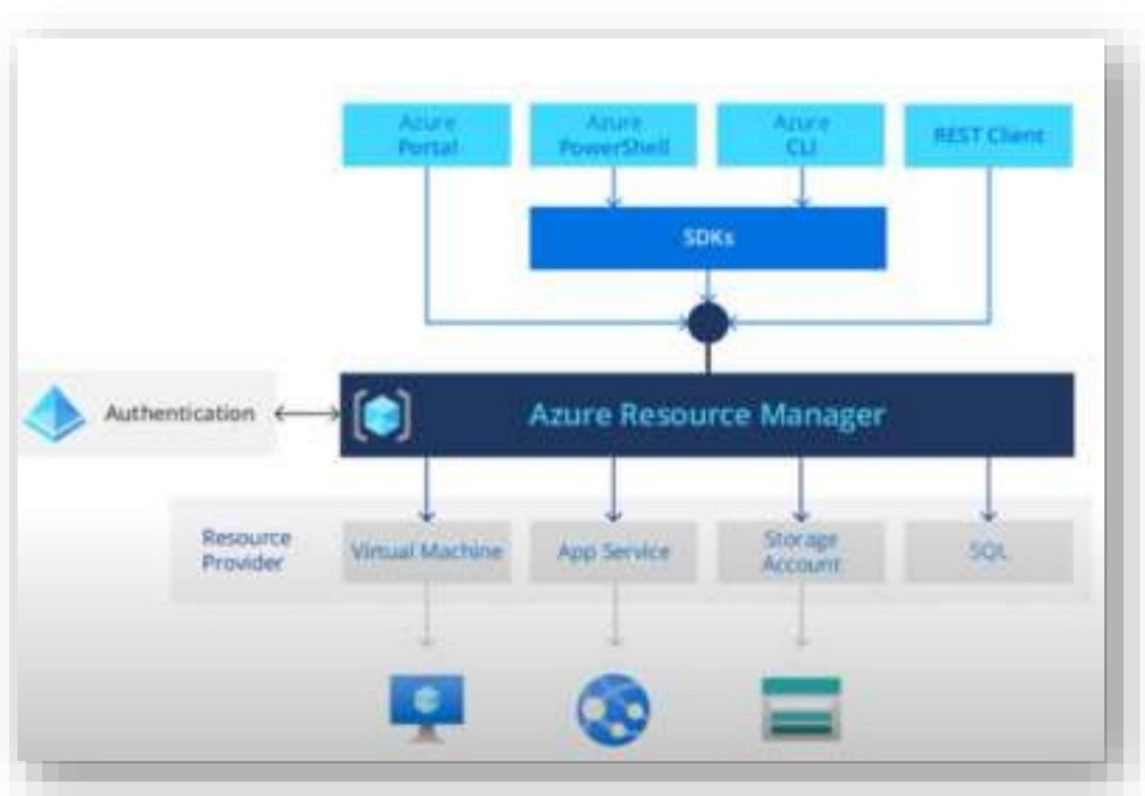 Azure
Portal
Azure
PowerShell
Azure
CLI
REST Client
SDKs
Authentication
Azure Resource Manager
Resource
Provider
Virtual Machine
App Service
Storage
Account
SQL